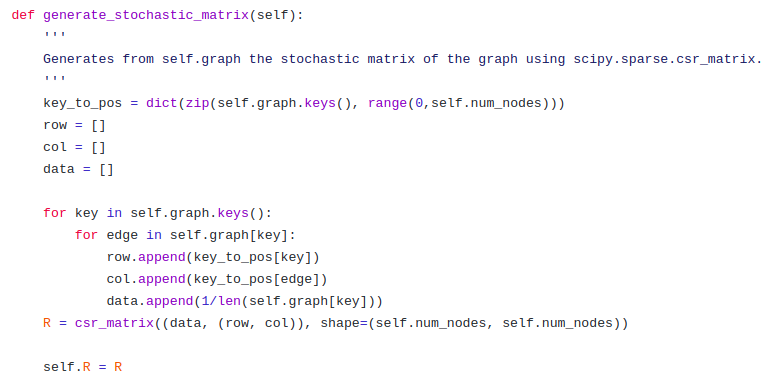 def generate_stochastic_matrix(self):
    '''
    Generates from self.graph the stochastic matrix of the graph using scipy.sparse.csr_matrix.
    '''
    key_to_pos = dict(zip(self.graph.keys(), range(0,self.num_nodes)))
    row = []
    col = []
    data = []

    for key in self.graph.keys():
        for edge in self.graph[key]:
            row.append(key_to_pos[key])
            col.append(key_to_pos[edge])
            data.append(1/len(self.graph[key]))
    R = csr_matrix((data, (row, col)), shape=(self.num_nodes, self.num_nodes))

    self.R = R